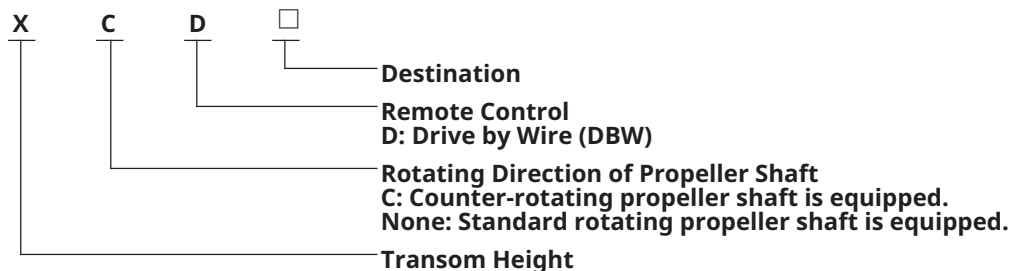 X C D □
Destination
Remote Control
D: Drive by Wire (DBW)
Rotating Direction of Propeller Shaft
C: Counter-rotating propeller shaft is equipped.
None: Standard rotating propeller shaft is equipped.
Transom Height